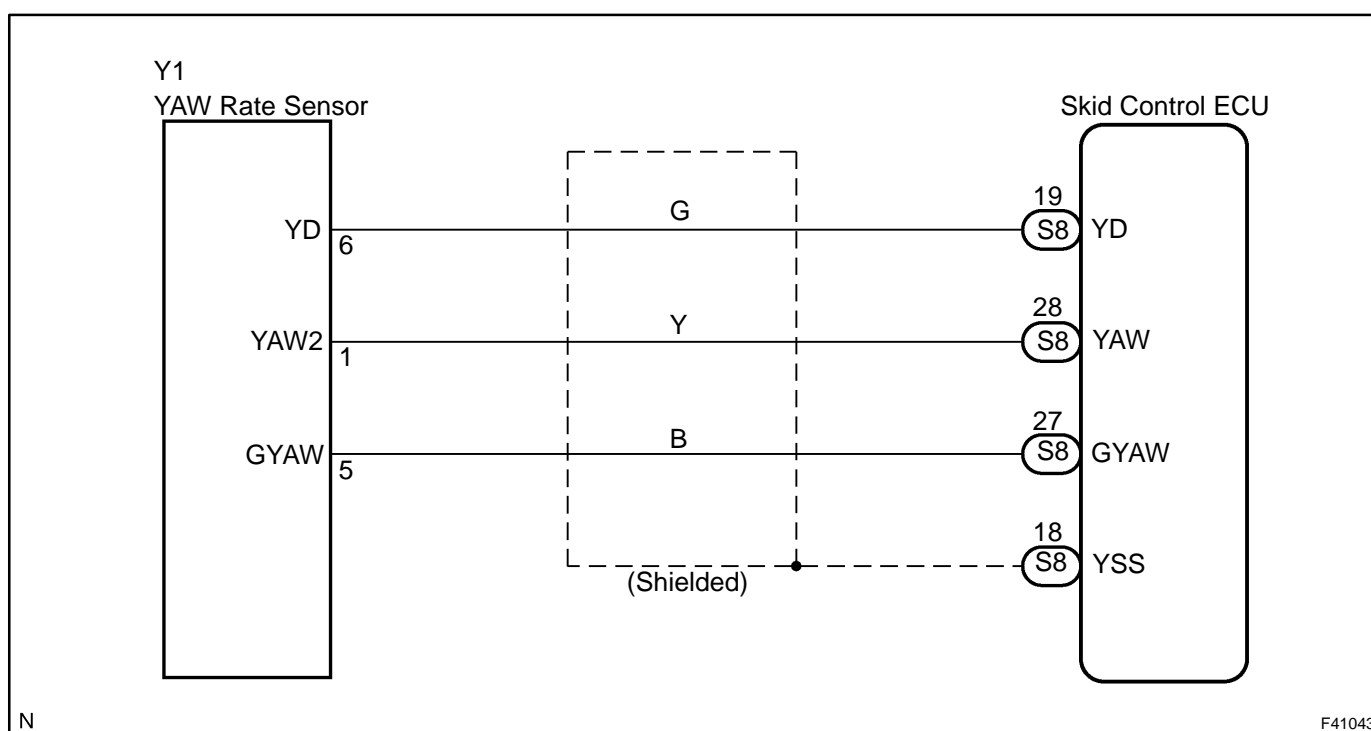 Y1
YAW Rate Sensor
Skid Control ECU
YD
6
G
19
S8
YD
YAW2
1
Y
28
S8
YAW
GYAW
5
B
27
S8
GYAW
18
S8
YSS
(Shielded)
N
F41043